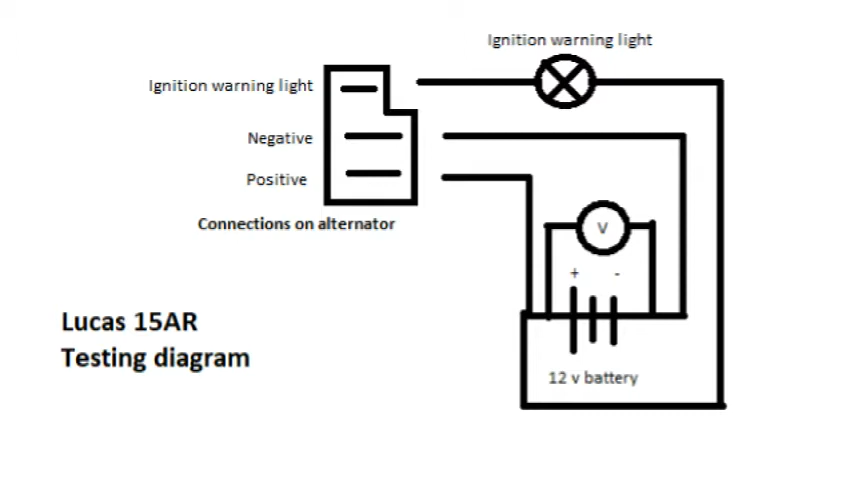 Ignition warning light
Ignition warning light
Negative
Positive
Connections on alternator
V
+ -
Lucas 15AR
Testing diagram
12 v battery